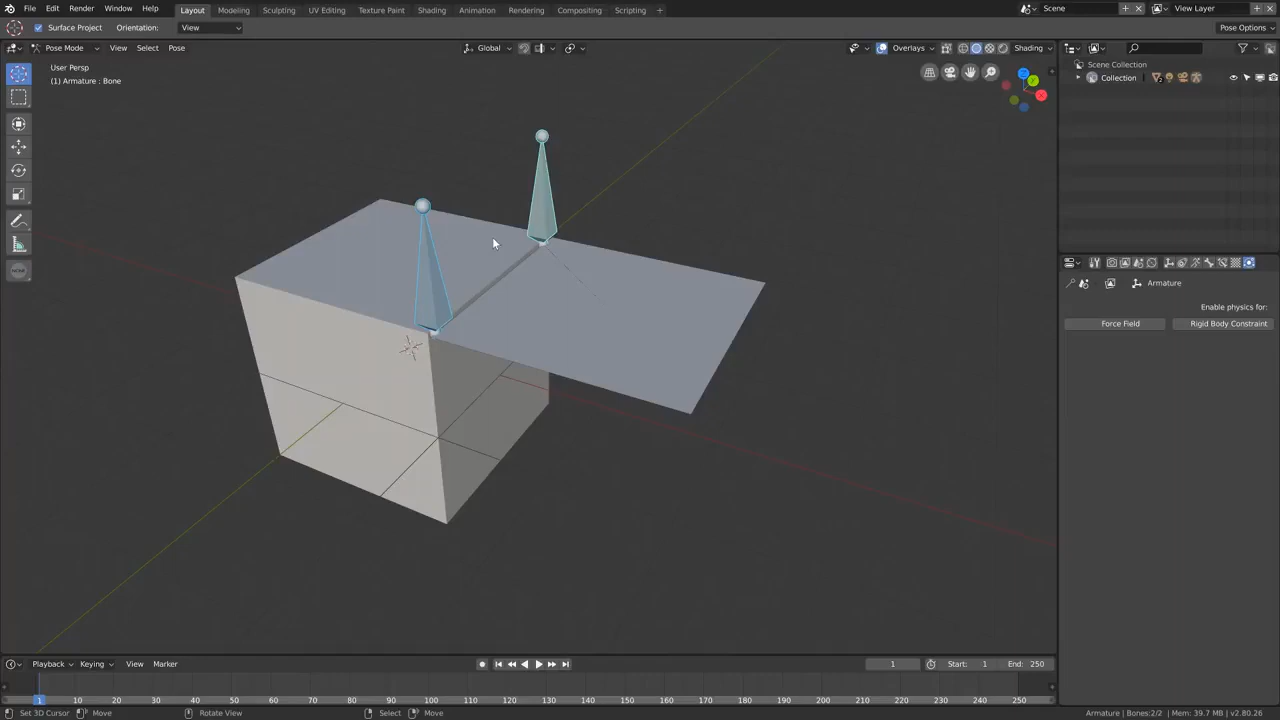 File Edit Render Window Help Layout Modeling Sculpting UV Editing Texture Paint Shading Animation Rendering Compositing Scripting + Scene View Layer
Surface Project Orientation: View Pose Options
Pose Mode View Select Pose Global Overlays Shading
User Persp
(1) Armature : Bone
Scene Collection
Collection
Armature
Enable physics for:
Force Field Rigid Body Constraint
Playback Keying View Marker 1 Start: 1 End: 250
1 10 20 30 40 50 60 70 80 90 100 110 120 130 140 150 160 170 180 190 200 210 220 230 240 250
Set 3D Cursor Move Rotate View Select Move Armature | Bones:2/2 | Mem: 39.7 MB | v2.80.26